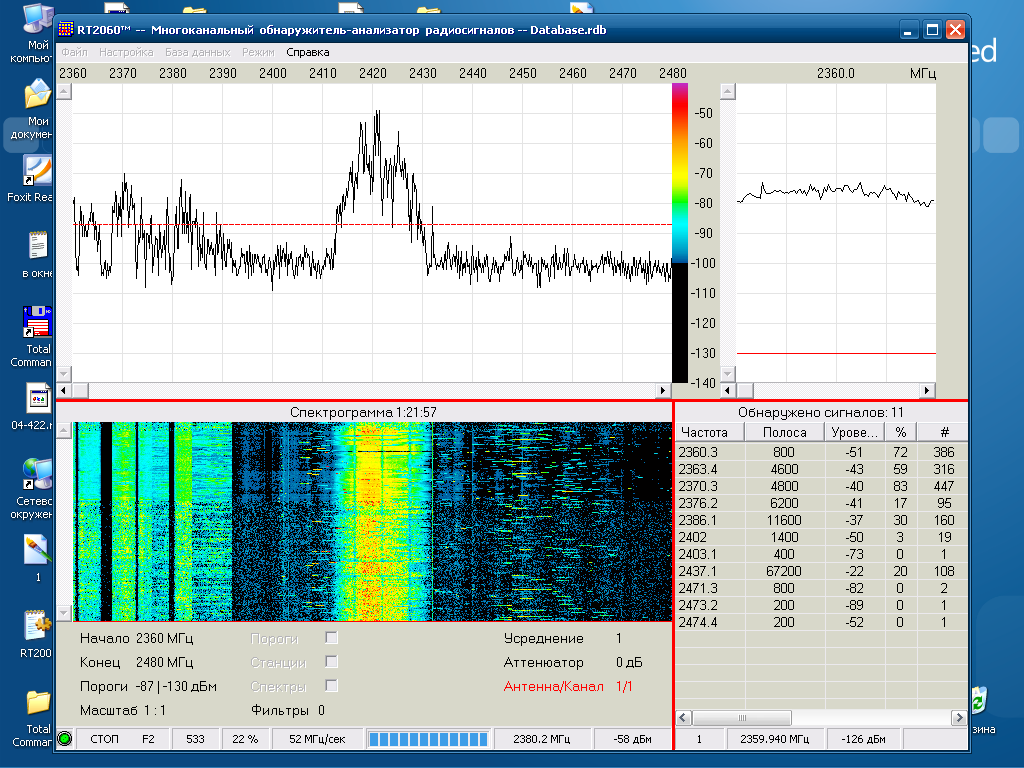 RT2060™ -- Многоканальный обнаружитель-анализатор радиосигналов -- Database.rdb
Файл Настройка База данных Режим Справка
2360 2370 2380 2390 2400 2410 2420 2430 2440 2450 2460 2470 2480
2360.0 МГц
-50
-60
-70
-80
-90
-100
-110
-120
-130
-140
Спектрограмма 1:21:57
Обнаружено сигналов: 11
Частота Полоса Урове... % #
2360.3 800 -51 72 386
2363.4 4600 -43 59 316
2370.3 4800 -40 83 447
2376.2 6200 -41 17 95
2386.1 11600 -37 30 160
2402 1400 -50 3 19
2403.1 400 -73 0 1
2437.1 67200 -22 20 108
2471.3 800 -82 0 2
2473.2 200 -89 0 1
2474.4 200 -52 0 1
Начало 2360 МГц Пороги Усреднение 1
Конец 2480 МГц Станции Аттенюатор 0 дБ
Пороги -87|-130 дБм Спектры Антенна/Канал 1/1
Масштаб 1:1 Фильтры 0
СТОП F2 533 22 % 52 МГц/сек 2380.2 МГц -58 дБм 1 2359.940 МГц -126 дБм
Мой
компью
Мои
докумен
Foxit Rea
в окне
Total
Comman
04-422.r
Сетево
окружен
1
RT200
Total
Comman
ed
зина